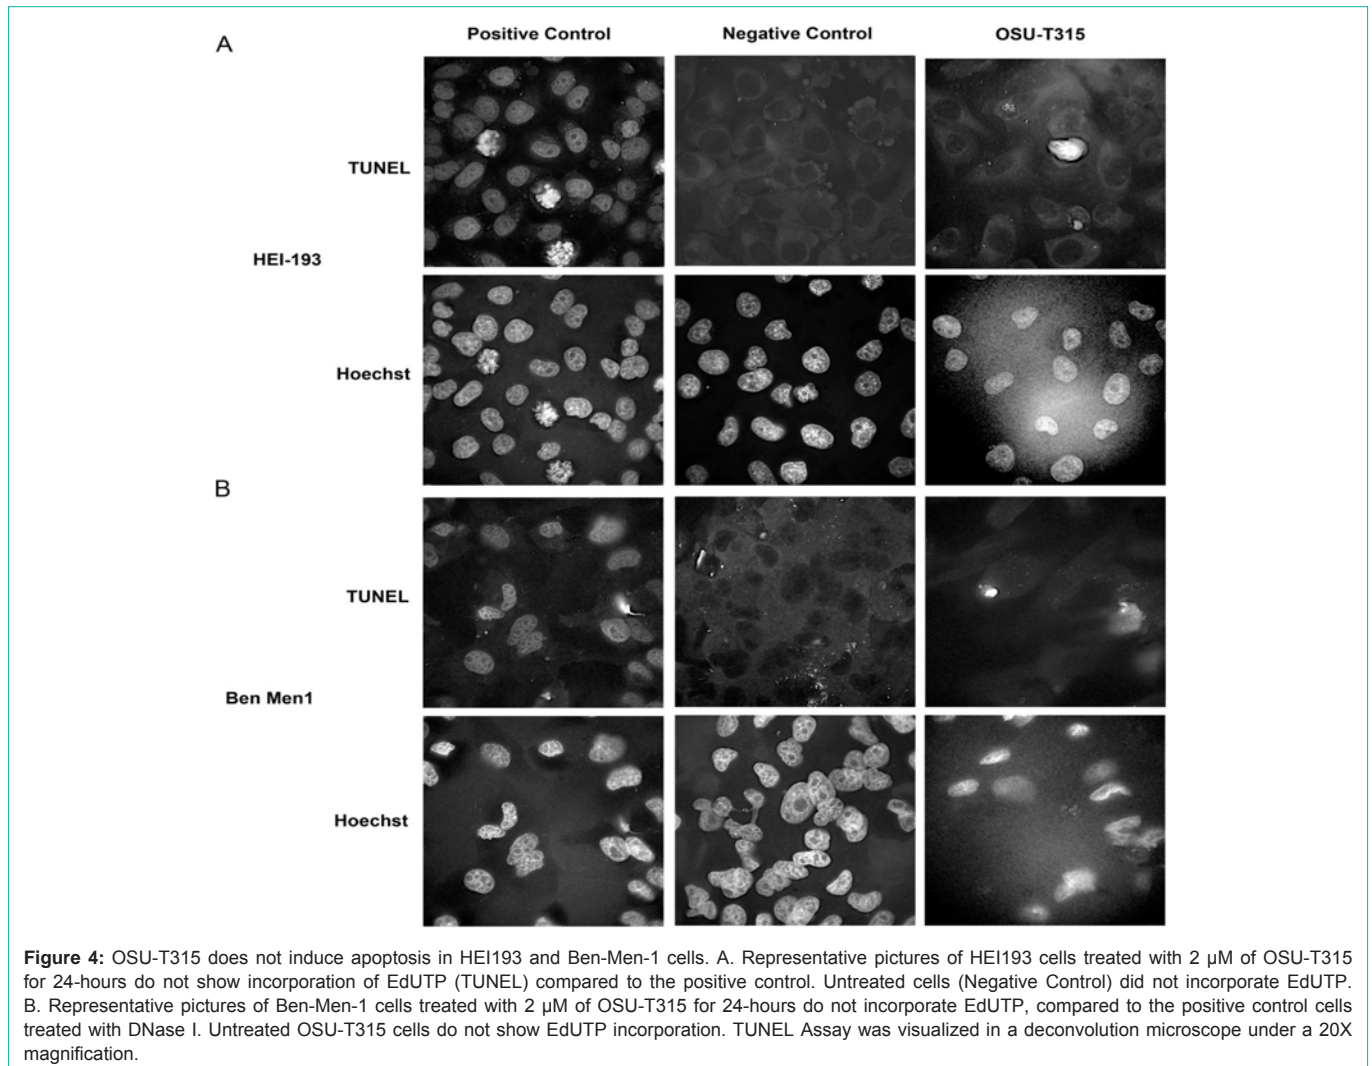 A
Positive Control
Negative Control
OSU-T315
TUNEL
HEI-193
Hoechst
B
TUNEL
Ben Men1
Hoechst
Figure 4: OSU-T315 does not induce apoptosis in HEI193 and Ben-Men-1 cells. A. Representative pictures of HEI193 cells treated with 2 μM of OSU-T315
for 24-hours do not show incorporation of EdUTP (TUNEL) compared to the positive control. Untreated cells (Negative Control) did not incorporate EdUTP.
B. Representative pictures of Ben-Men-1 cells treated with 2 μM of OSU-T315 for 24-hours do not incorporate EdUTP, compared to the positive control cells
treated with DNase I. Untreated OSU-T315 cells do not show EdUTP incorporation. TUNEL Assay was visualized in a deconvolution microscope under a 20X
magnification.